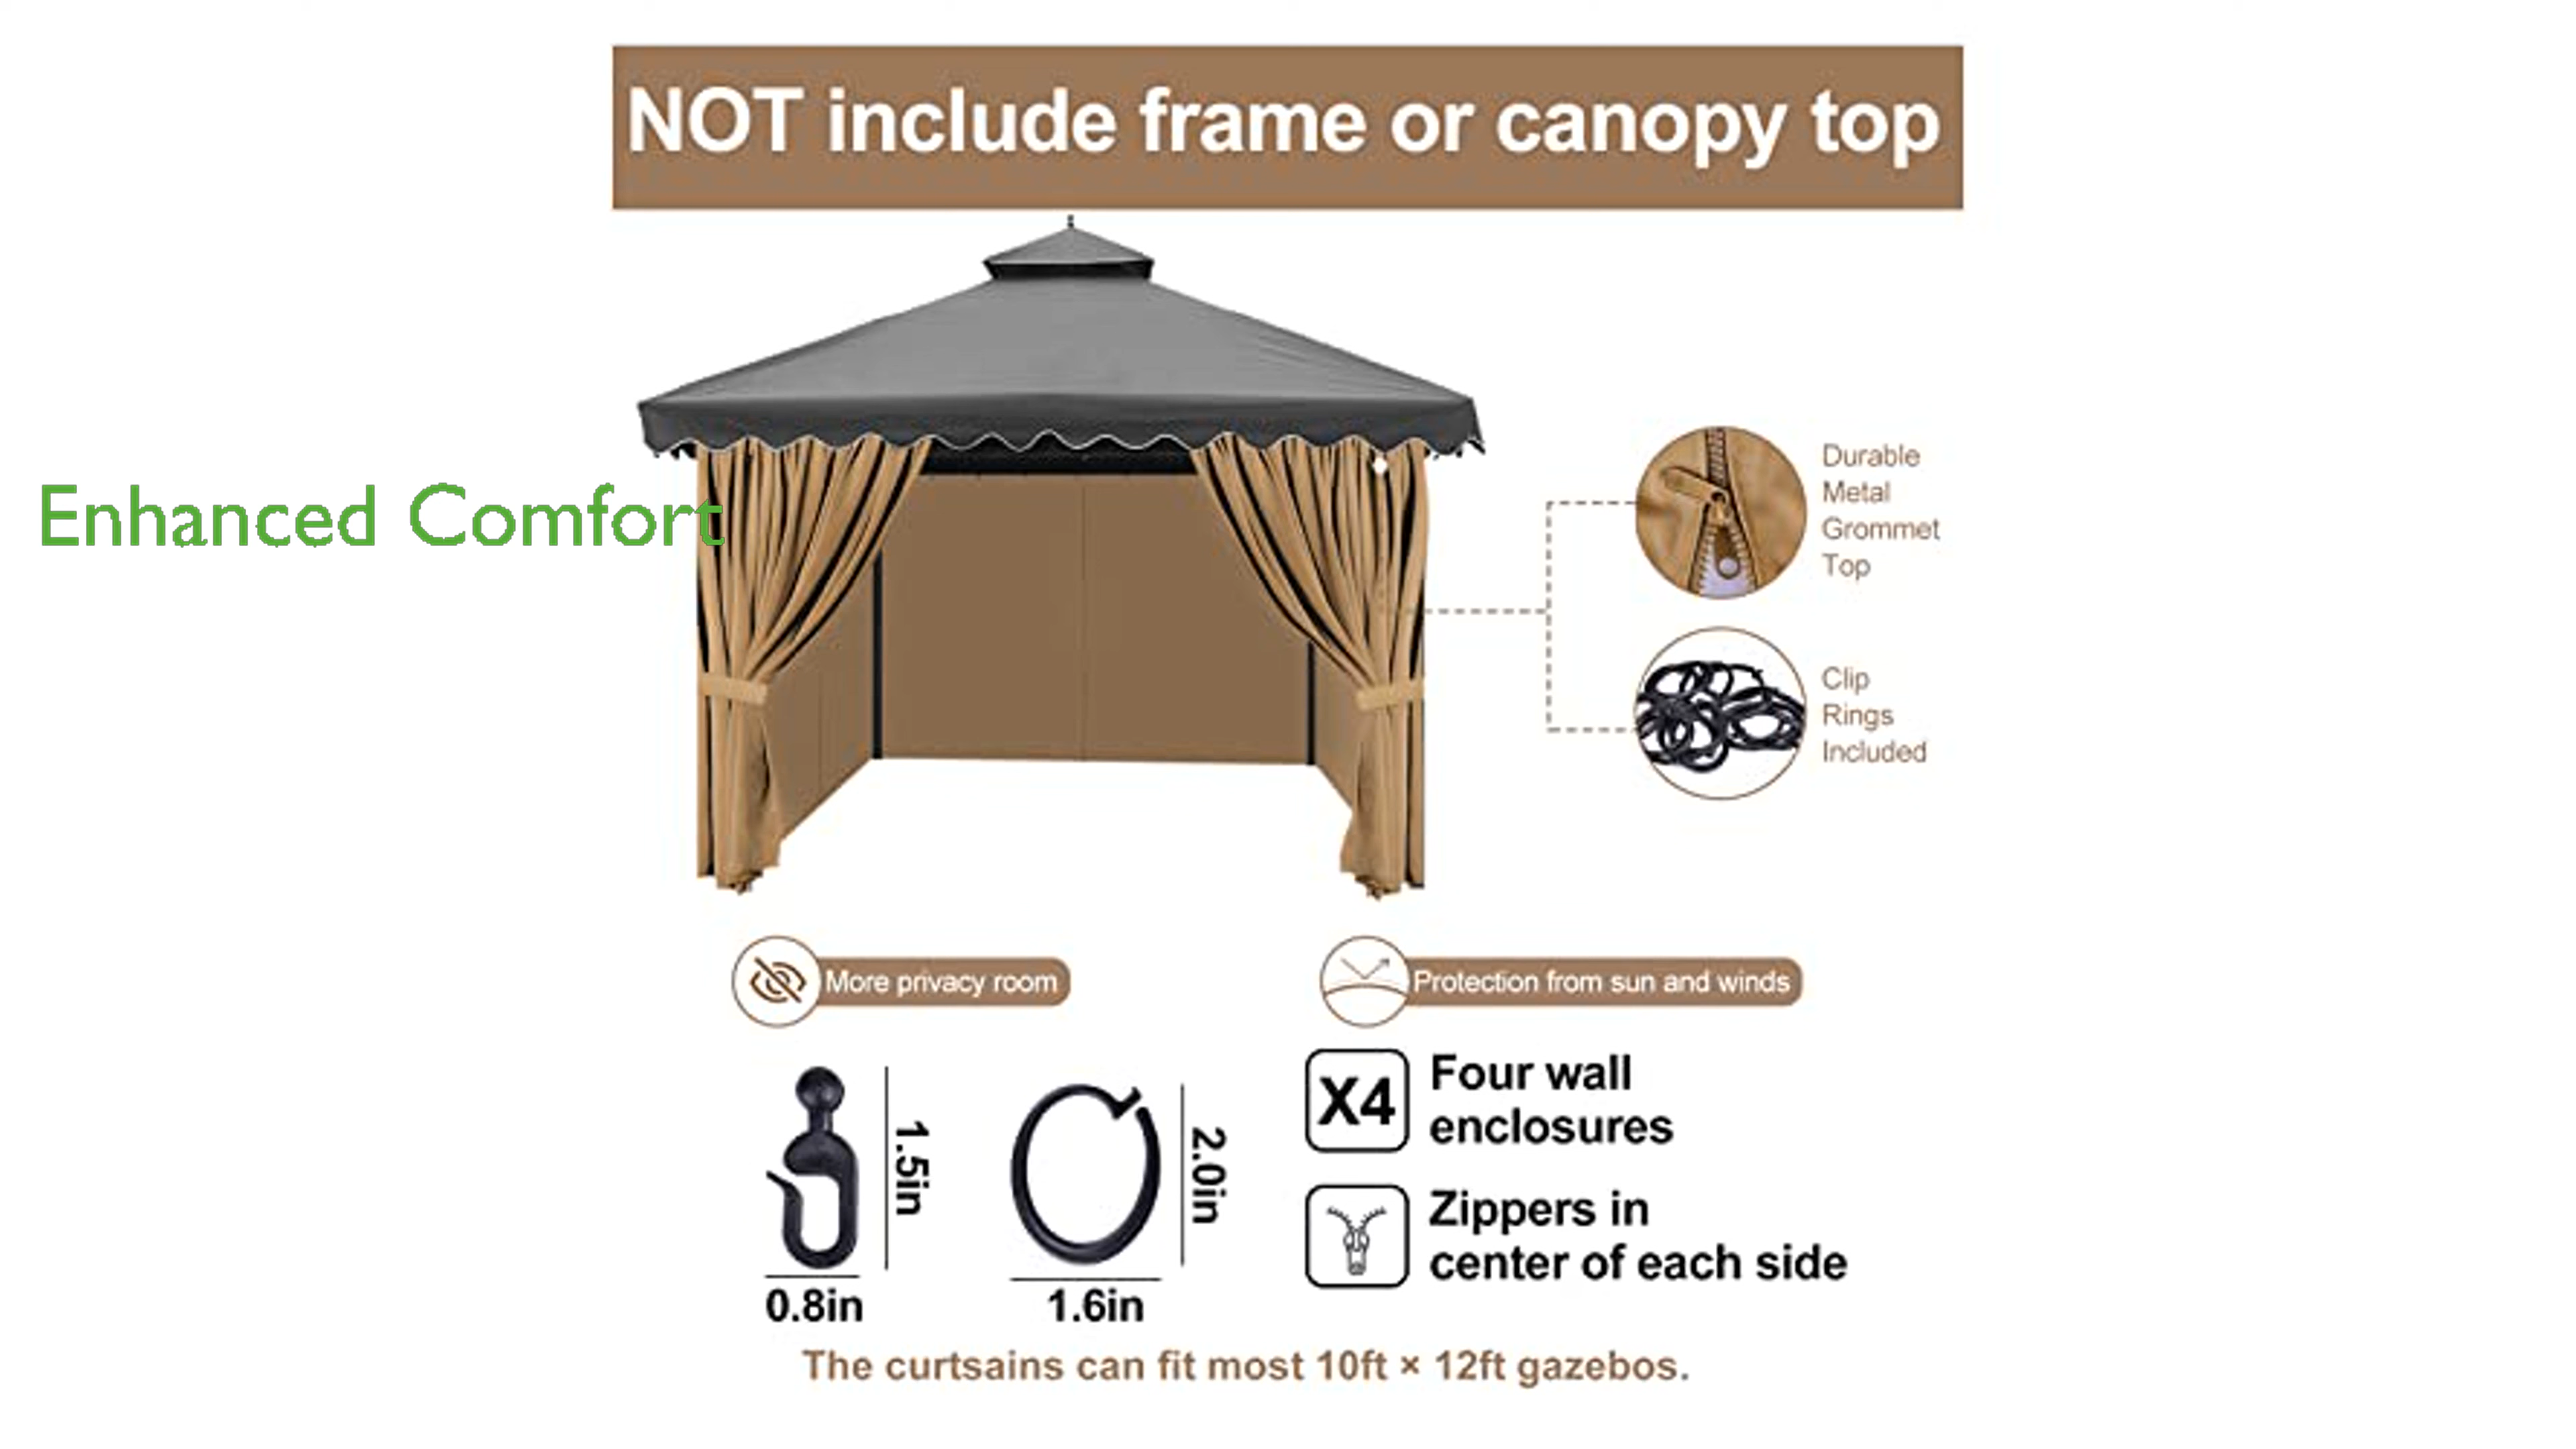 NOT include frame or canopy top
Enhanced Comfort
Durable
Metal
Grommet
Top
Clip
Rings
Included
More privacy room
Protection from sun and winds
1.5in
0.8in
2.0in
1.6in
X4
Four wall
enclosures
Zippers in
center of each side
The curtsains can fit most 10ft × 12ft gazebos.